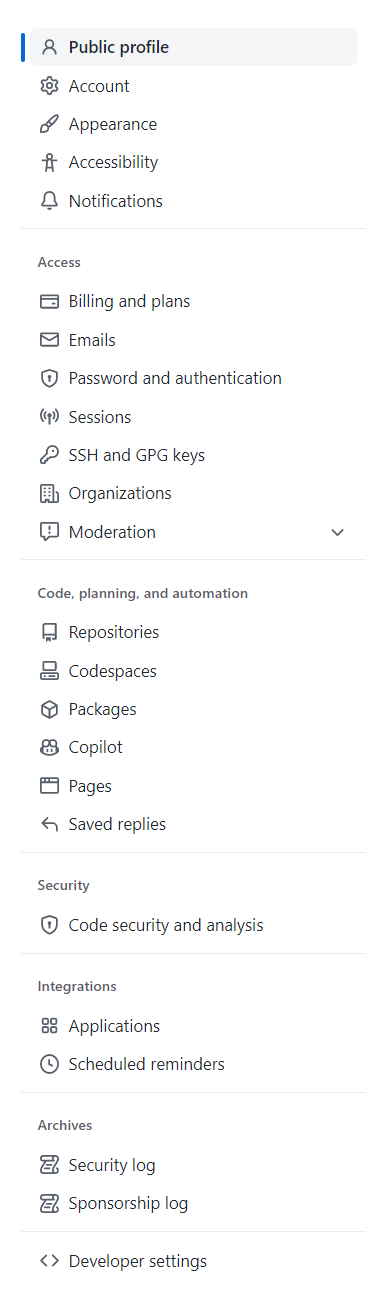 Public profile
Account
Appearance
Accessibility
Notifications
Access
Billing and plans
Emails
Password and authentication
Sessions
SSH and GPG keys
Organizations
Moderation
Code, planning, and automation
Repositories
Codespaces
Packages
Copilot
Pages
Saved replies
Security
Code security and analysis
Integrations
Applications
Scheduled reminders
Archives
Security log
Sponsorship log
Developer settings